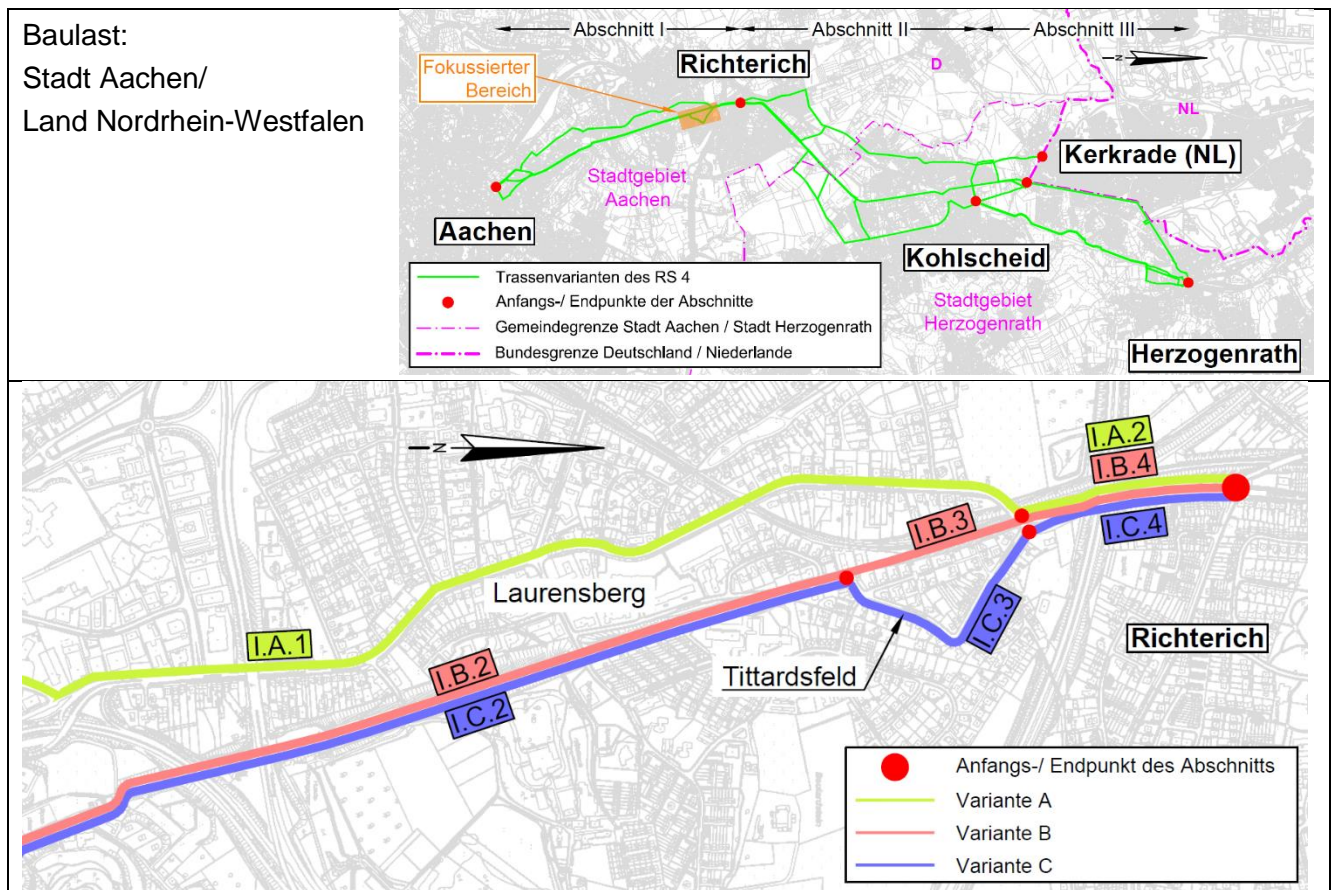 Baulast:
Stadt Aachen/
Land Nordrhein-Westfalen
Abschnitt I
Abschnitt II
Abschnitt III
Fokussierter
Bereich
Richterich
D
N
NL
Kerkrade (NL)
Stadtgebiet
Aachen
Aachen
Kohlscheid
Stadtgebiet
Herzogenrath
Herzogenrath
Trassenvarianten des RS 4
Anfangs-/ Endpunkte der Abschnitte
Gemeindegrenze Stadt Aachen / Stadt Herzogenrath
Bundesgrenze Deutschland / Niederlande
N
I.A.2
I.B.4
I.B.3
I.C.4
Laurensberg
I.A.1
I.C.3
I.B.2
I.C.2
Tittardsfeld
Richterich
Anfangs-/ Endpunkt des Abschnitts
Variante A
Variante B
Variante C